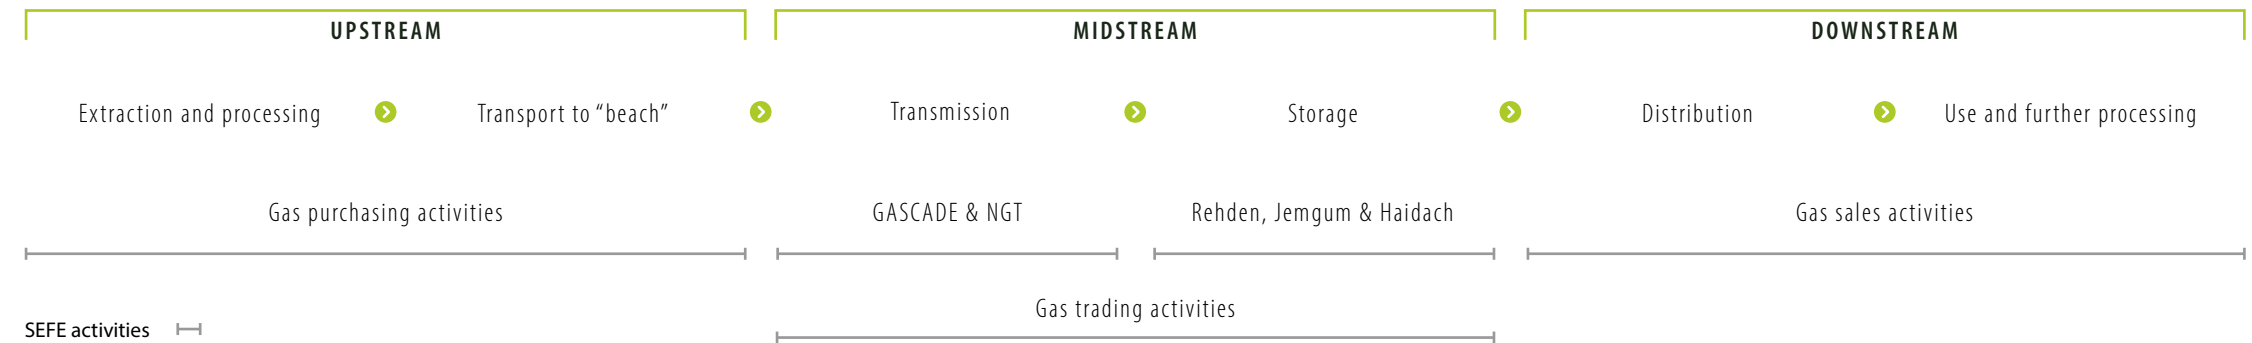 UPSTREAM
MIDSTREAM
DOWNSTREAM
Extraction and processing
Transport to “beach”
Transmission
Storage
Distribution
Use and further processing
Gas purchasing activities
GASCADE & NGT
Rehden, Jemgum & Haidach
Gas sales activities
Gas trading activities
SEFE activities